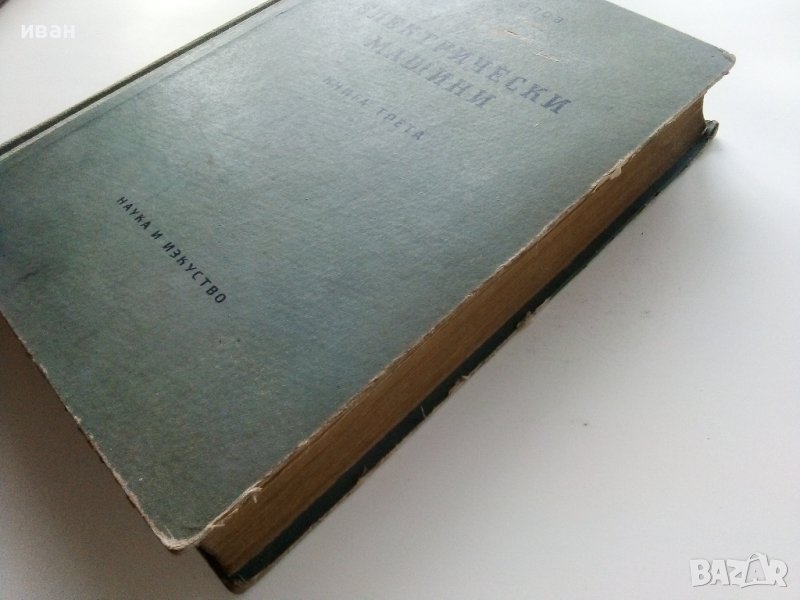 иван
ЕЛЕКТРИЧЕСКИ
МАШИНИ
КНИГА ТРЕТА
НАУКА И ИЗКУСТВО
BAZAR